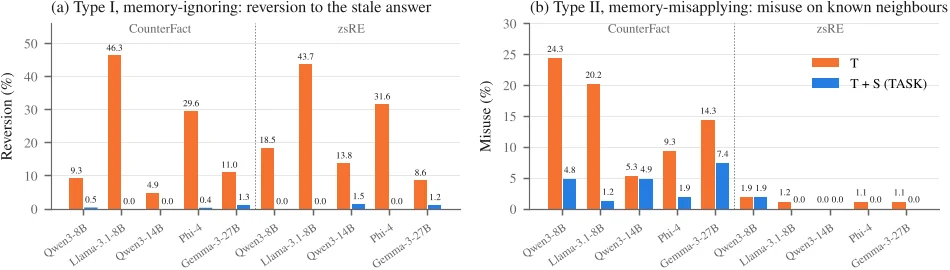 (a) Type I, memory-ignoring: reversion to the stale answer
CounterFact
zsRE
Reversion (%)
50
40
30
20
10
0
9.3
0.5
46.3
0.0
4.9
0.0
29.6
0.4
11.0
1.3
18.5
0.0
43.7
0.0
13.8
1.5
31.6
0.0
8.6
1.2
Qwen3-8B
Llama-3.1-8B
Qwen3-14B
Phi-4
Gemma-3-27B
Qwen3-8B
Llama-3.1-8B
Qwen3-14B
Phi-4
Gemma-3-27B
(b) Type II, memory-misapplying: misuse on known neighbours
CounterFact
zsRE
T
T + S (TASK)
Misuse (%)
30
25
20
15
10
5
0
24.3
4.8
20.2
1.2
5.3
4.9
9.3
1.9
14.3
7.4
1.9
1.9
1.2
0.0
0.0
0.0
1.1
0.0
1.1
0.0
Qwen3-8B
Llama-3.1-8B
Qwen3-14B
Phi-4
Gemma-3-27B
Qwen3-8B
Llama-3.1-8B
Qwen3-14B
Phi-4
Gemma-3-27B